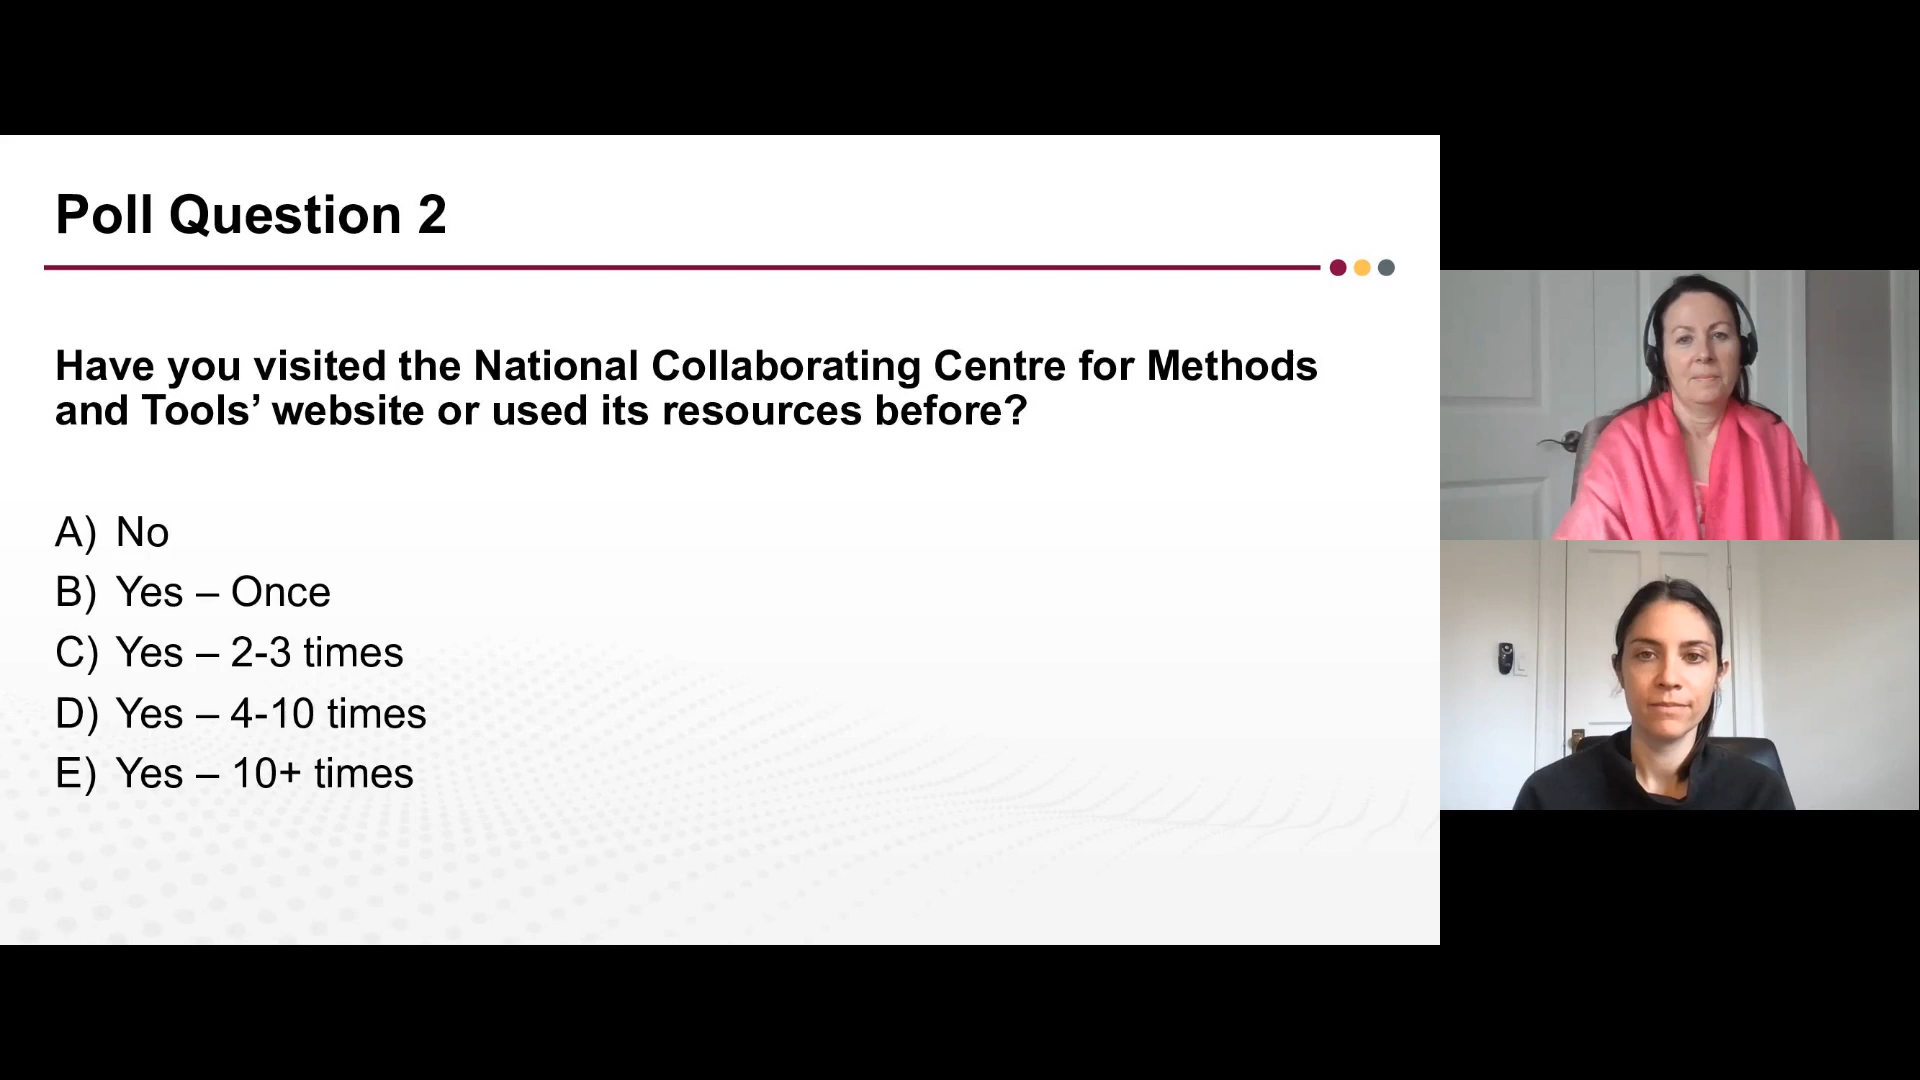 Poll Question 2
Have you visited the National Collaborating Centre for Methods
and Tools’ website or used its resources before?
A) No
B) Yes – Once
C) Yes – 2-3 times
D) Yes – 4-10 times
E) Yes – 10+ times